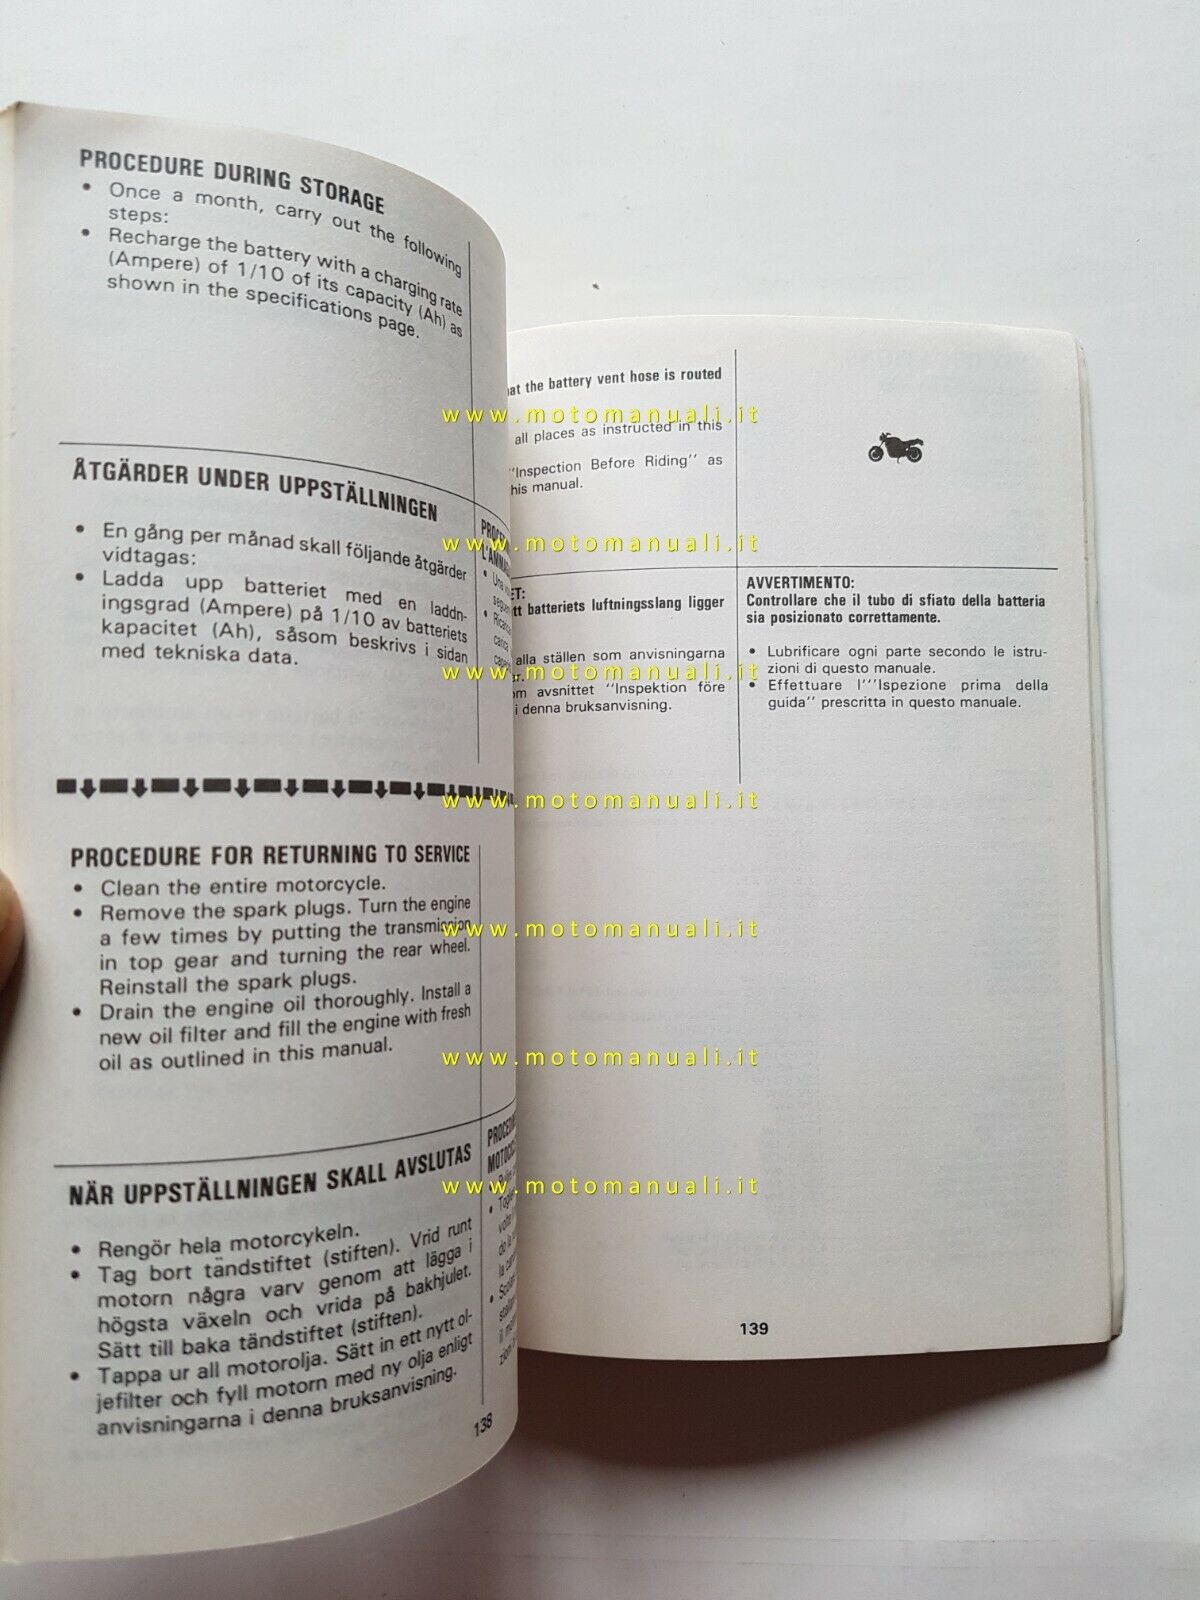 PROCEDURE DURING STORAGE
• Once a month, carry out the following
steps:
• Recharge the battery with a charging rate
(Ampere) of 1/10 of its capacity (Ah) as
shown in the specifications page.
ÅTGÄRDER UNDER UPPSTÄLLNINGEN
• En gång per månad skall följande åtgärder
vidtagas:
• Ladda upp batteriet med en laddn-
ingsgrad (Ampere) på 1/10 av batteriets
kapacitet (Ah), såsom beskrivs i sidan
med tekniska data.
PROCEDURE FOR RETURNING TO SERVICE
• Clean the entire motorcycle.
• Remove the spark plugs. Turn the engine
a few times by putting the transmission
in top gear and turning the rear wheel.
Reinstall the spark plugs.
• Drain the engine oil thoroughly. Install a
new oil filter and fill the engine with fresh
oil as outlined in this manual.
NÄR UPPSTÄLLNINGEN SKALL AVSLUTAS
• Rengör hela motorcykeln.
• Tag bort tändstiftet (stiften). Vrid runt
motorn några varv genom att lägga i
högsta växeln och vrida på bakhjulet.
Sätt till baka tändstiftet (stiften).
• Tappa ur all motorolja. Sätt in ett nytt ol-
jefilter och fyll motorn med ny olja enligt
anvisningarna i denna bruksanvisning.
138
the battery vent hose is routed
all places as instructed in this
"Inspection Before Riding" as
manual.
batteriets luftningsslang ligger
alla ställen som anvisningarna
avsnittet "Inspektion före
i denna bruksanvisning.
AVVERTIMENTO:
Controllare che il tubo di sfiato della batteria
sia posizionato correttamente.
• Lubrificare ogni parte secondo le istru-
zioni di questo manuale.
• Effettuare l'"Ispezione prima della
guida" prescritta in questo manuale.
139
www.motomanuali.it
www.motomanuali.it
www.motomanuali.it
www.motomanuali.it
www.motomanuali.it
www.motomanuali.it
www.motomanuali.it